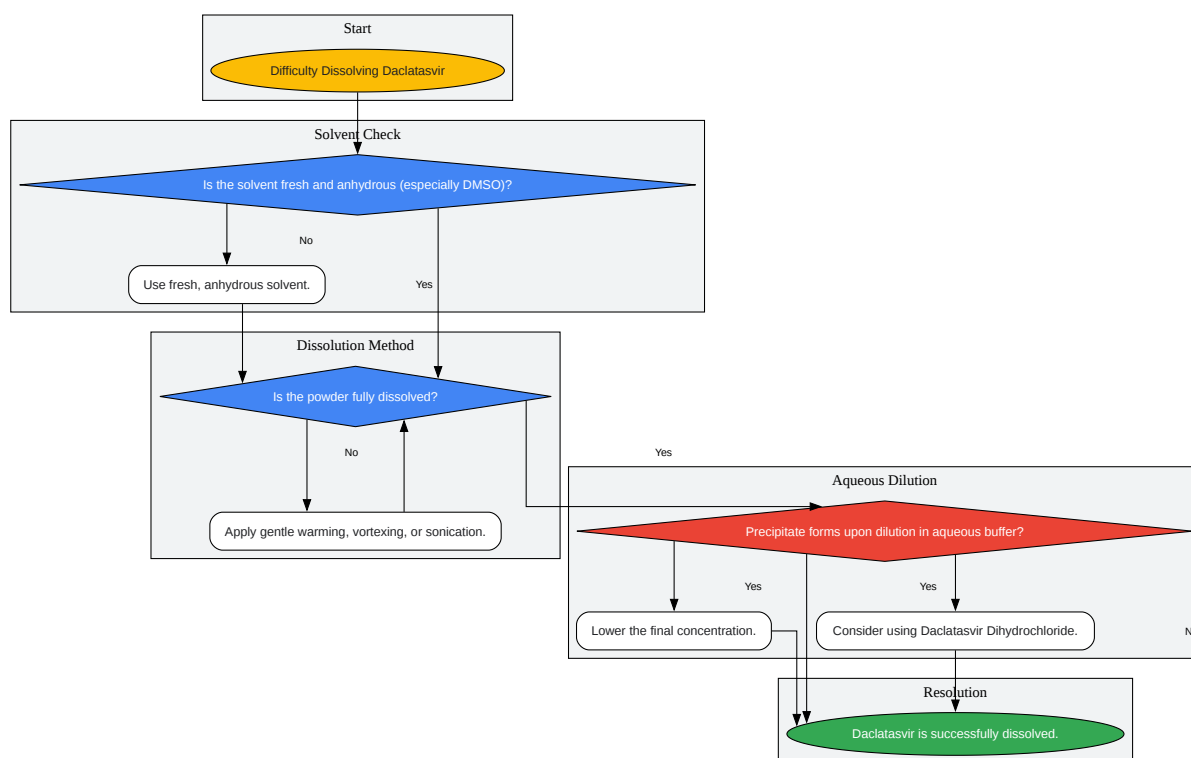 Start
Difficulty Dissolving Daclatasvir
Solvent Check
Is the solvent fresh and anhydrous (especially DMSO)?
No
Use fresh, anhydrous solvent.
Yes
Dissolution Method
Is the powder fully dissolved?
No
Yes
Apply gentle warming, vortexing, or sonication.
Aqueous Dilution
Precipitate forms upon dilution in aqueous buffer?
Yes
Yes
Lower the final concentration.
Consider using Daclatasvir Dihydrochloride.
Resolution
Daclatasvir is successfully dissolved.